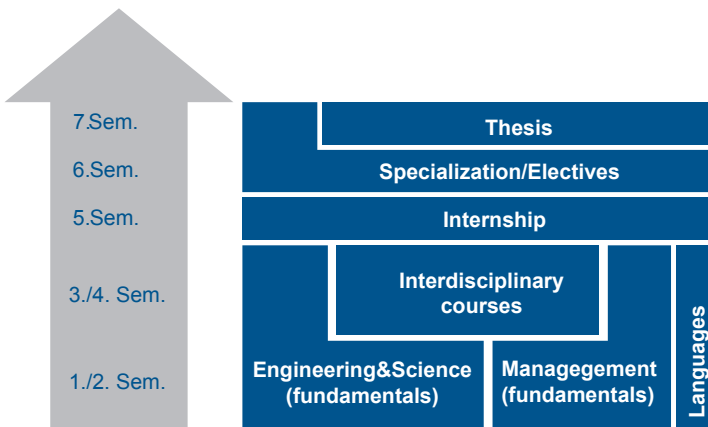 7.Sem.
Thesis
6.Sem.
Specialization/Electives
5.Sem.
Internship
3./4. Sem.
Interdisciplinary
courses
1./2. Sem.
Engineering&Science
(fundamentals)
Managegement
(fundamentals)
Languages